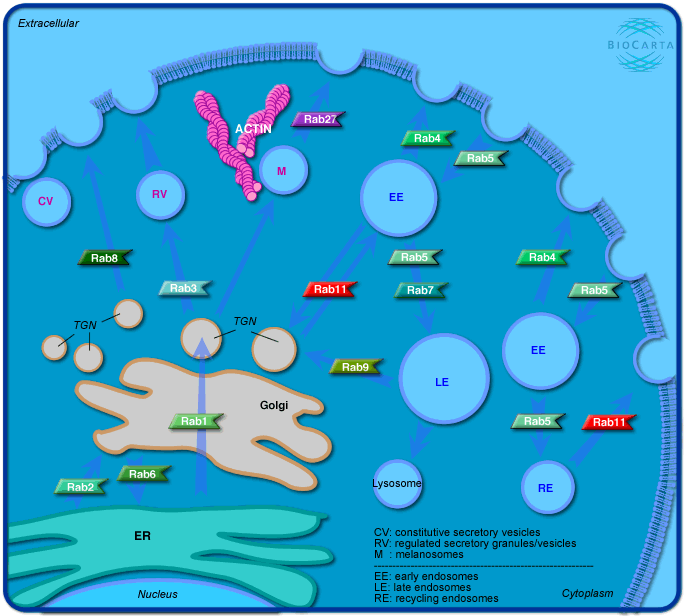 Extracellular
BIOCARTA
Rab27
ACTIN
Rab4
Rab5
M
CV
RV
EE
Rab8
Rab5
Rab4
Rab3
Rab11
Rab7
Rab5
TGN
TGN
EE
Rab9
LE
Golgi
Rab1
Rab5
Rab11
Rab6
Rab2
Lysosome
RE
ER
CV: constitutive secretory vesicles
RV: regulated secretory granules/vesicles
M : melanosomes
EE: early endosomes
LE: late endosomes
RE: recycling endosomes
Nucleus
Cytoplasm